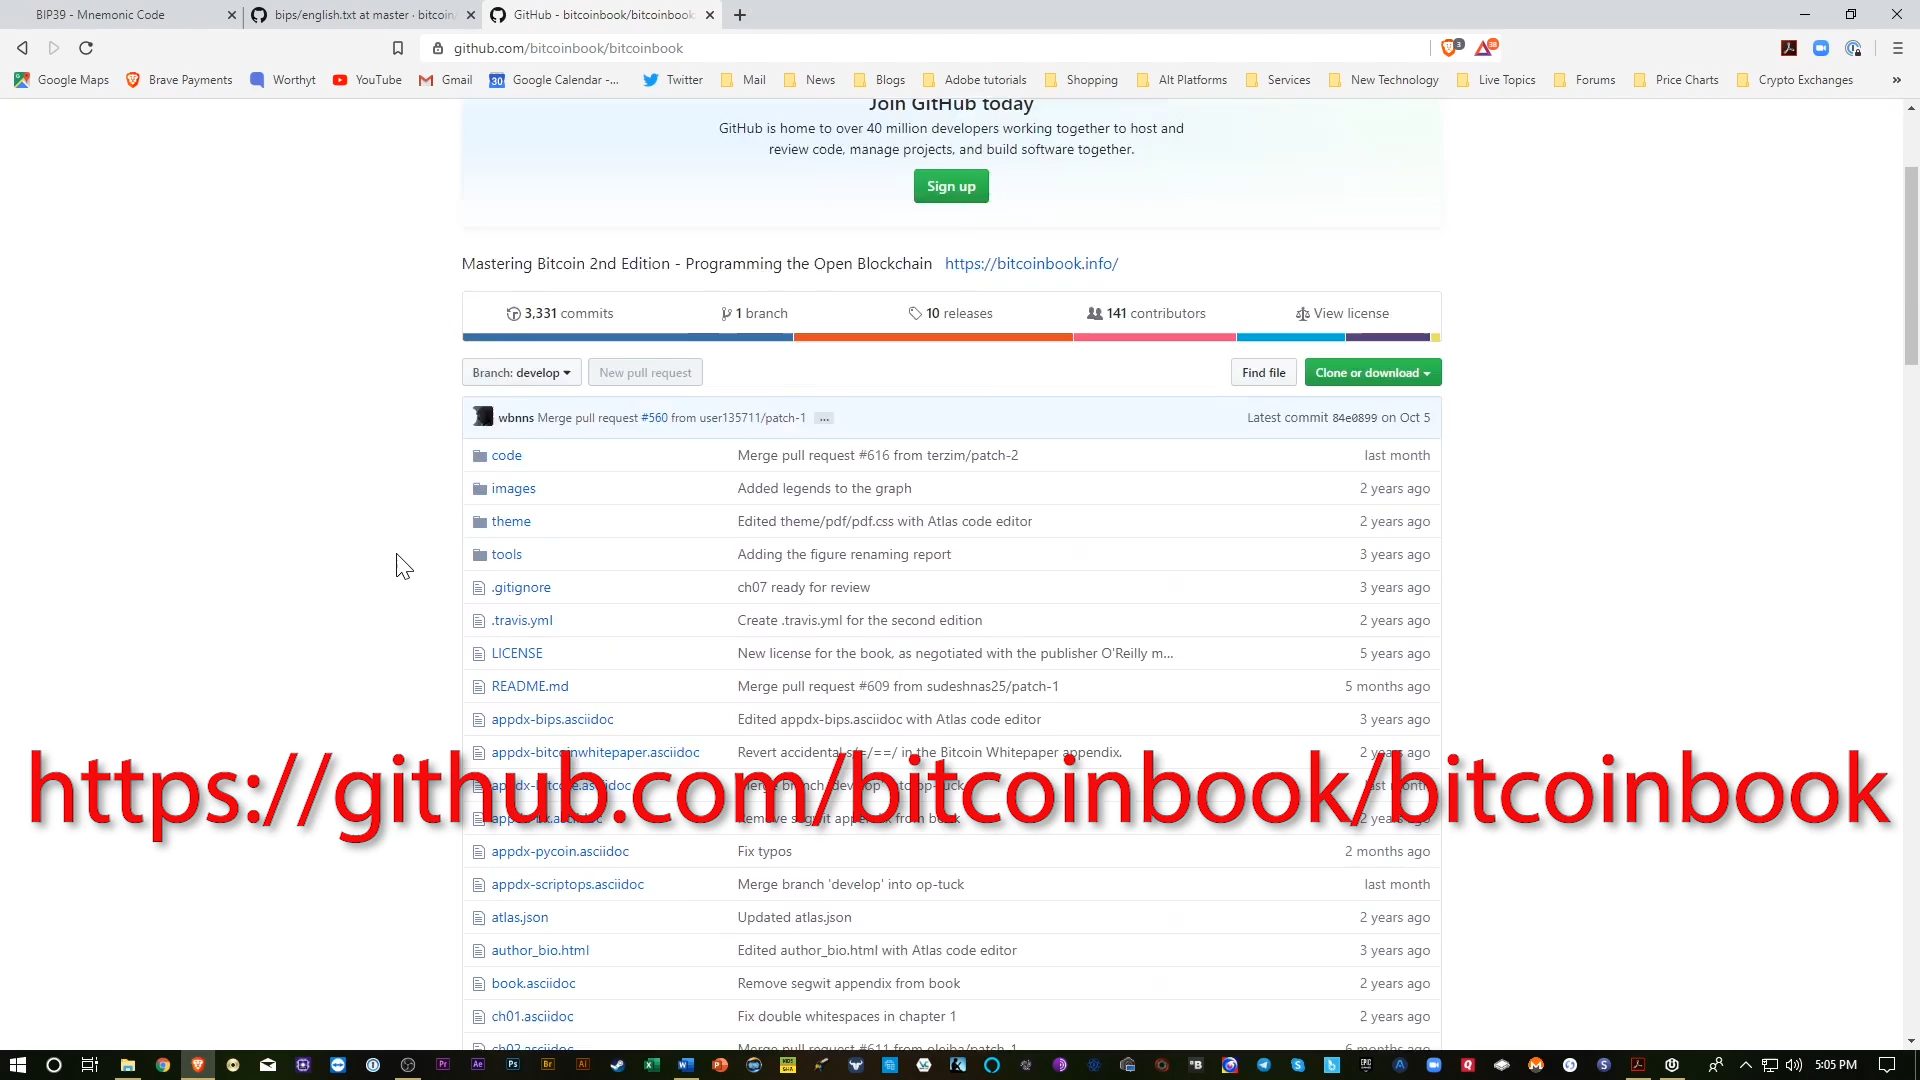 BIP39 - Mnemonic Code
bips/english.txt at master · bitcoin/
GitHub - bitcoinbook/bitcoinbook
github.com/bitcoinbook/bitcoinbook
Google Maps
Brave Payments
Worthyt
YouTube
Gmail
Google Calendar -...
Twitter
Mail
News
Blogs
Adobe tutorials
Shopping
Alt Platforms
Services
New Technology
Live Topics
Forums
Price Charts
Crypto Exchanges
»
Join GitHub today
GitHub is home to over 40 million developers working together to host and
review code, manage projects, and build software together.
Sign up
Mastering Bitcoin 2nd Edition - Programming the Open Blockchain https://bitcoinbook.info/
3,331 commits
1 branch
10 releases
141 contributors
View license
Branch: develop
New pull request
Find file
Clone or download
wbnns Merge pull request #560 from user135711/patch-1 ...
Latest commit 84e0899 on Oct 5
code Merge pull request #616 from terzim/patch-2 last month
images Added legends to the graph 2 years ago
theme Edited theme/pdf/pdf.css with Atlas code editor 2 years ago
tools Adding the figure renaming report 3 years ago
.gitignore ch07 ready for review 3 years ago
.travis.yml Create .travis.yml for the second edition 2 years ago
LICENSE New license for the book, as negotiated with the publisher O'Reilly m... 5 years ago
README.md Merge pull request #609 from sudeshnas25/patch-1 5 months ago
appdx-bips.asciidoc Edited appdx-bips.asciidoc with Atlas code editor 3 years ago
appdx-bitcoinwhitepaper.asciidoc Revert accidental s/=/==/ in the Bitcoin Whitepaper appendix. 2 years ago
https://github.com/bitcoinbook/bitcoinbook
appdx-pycoin.asciidoc Fix typos 2 months ago
appdx-scriptops.asciidoc Merge branch 'develop' into op-tuck last month
atlas.json Updated atlas.json 2 years ago
author_bio.html Edited author_bio.html with Atlas code editor 3 years ago
book.asciidoc Remove segwit appendix from book 2 years ago
ch01.asciidoc Fix double whitespaces in chapter 1 2 years ago
5:05 PM